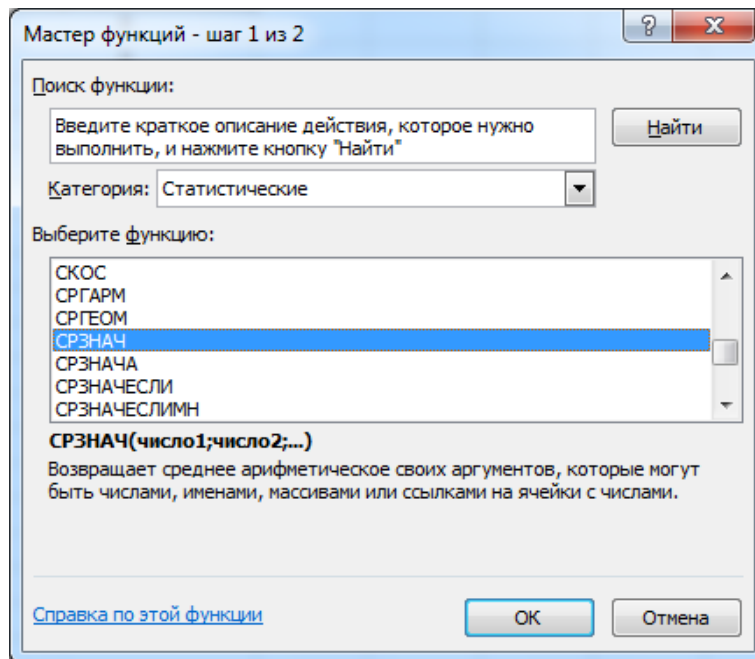 Мастер функций - шаг 1 из 2
?
X
Поиск функции:
Введите краткое описание действия, которое нужно
выполнить, и нажмите кнопку "Найти"
Найти
Категория: Статистические
Выберите функцию:
СКОС
СРГАРМ
СРГЕОМ
СРЗНАЧ
СРЗНАЧА
СРЗНАЧЕСЛИ
СРЗНАЧЕСЛИМН
СРЗНАЧ(число1;число2;...)
Возвращает среднее арифметическое своих аргументов, которые могут
быть числами, именами, массивами или ссылками на ячейки с числами.
Справка по этой функции
ОК
Отмена